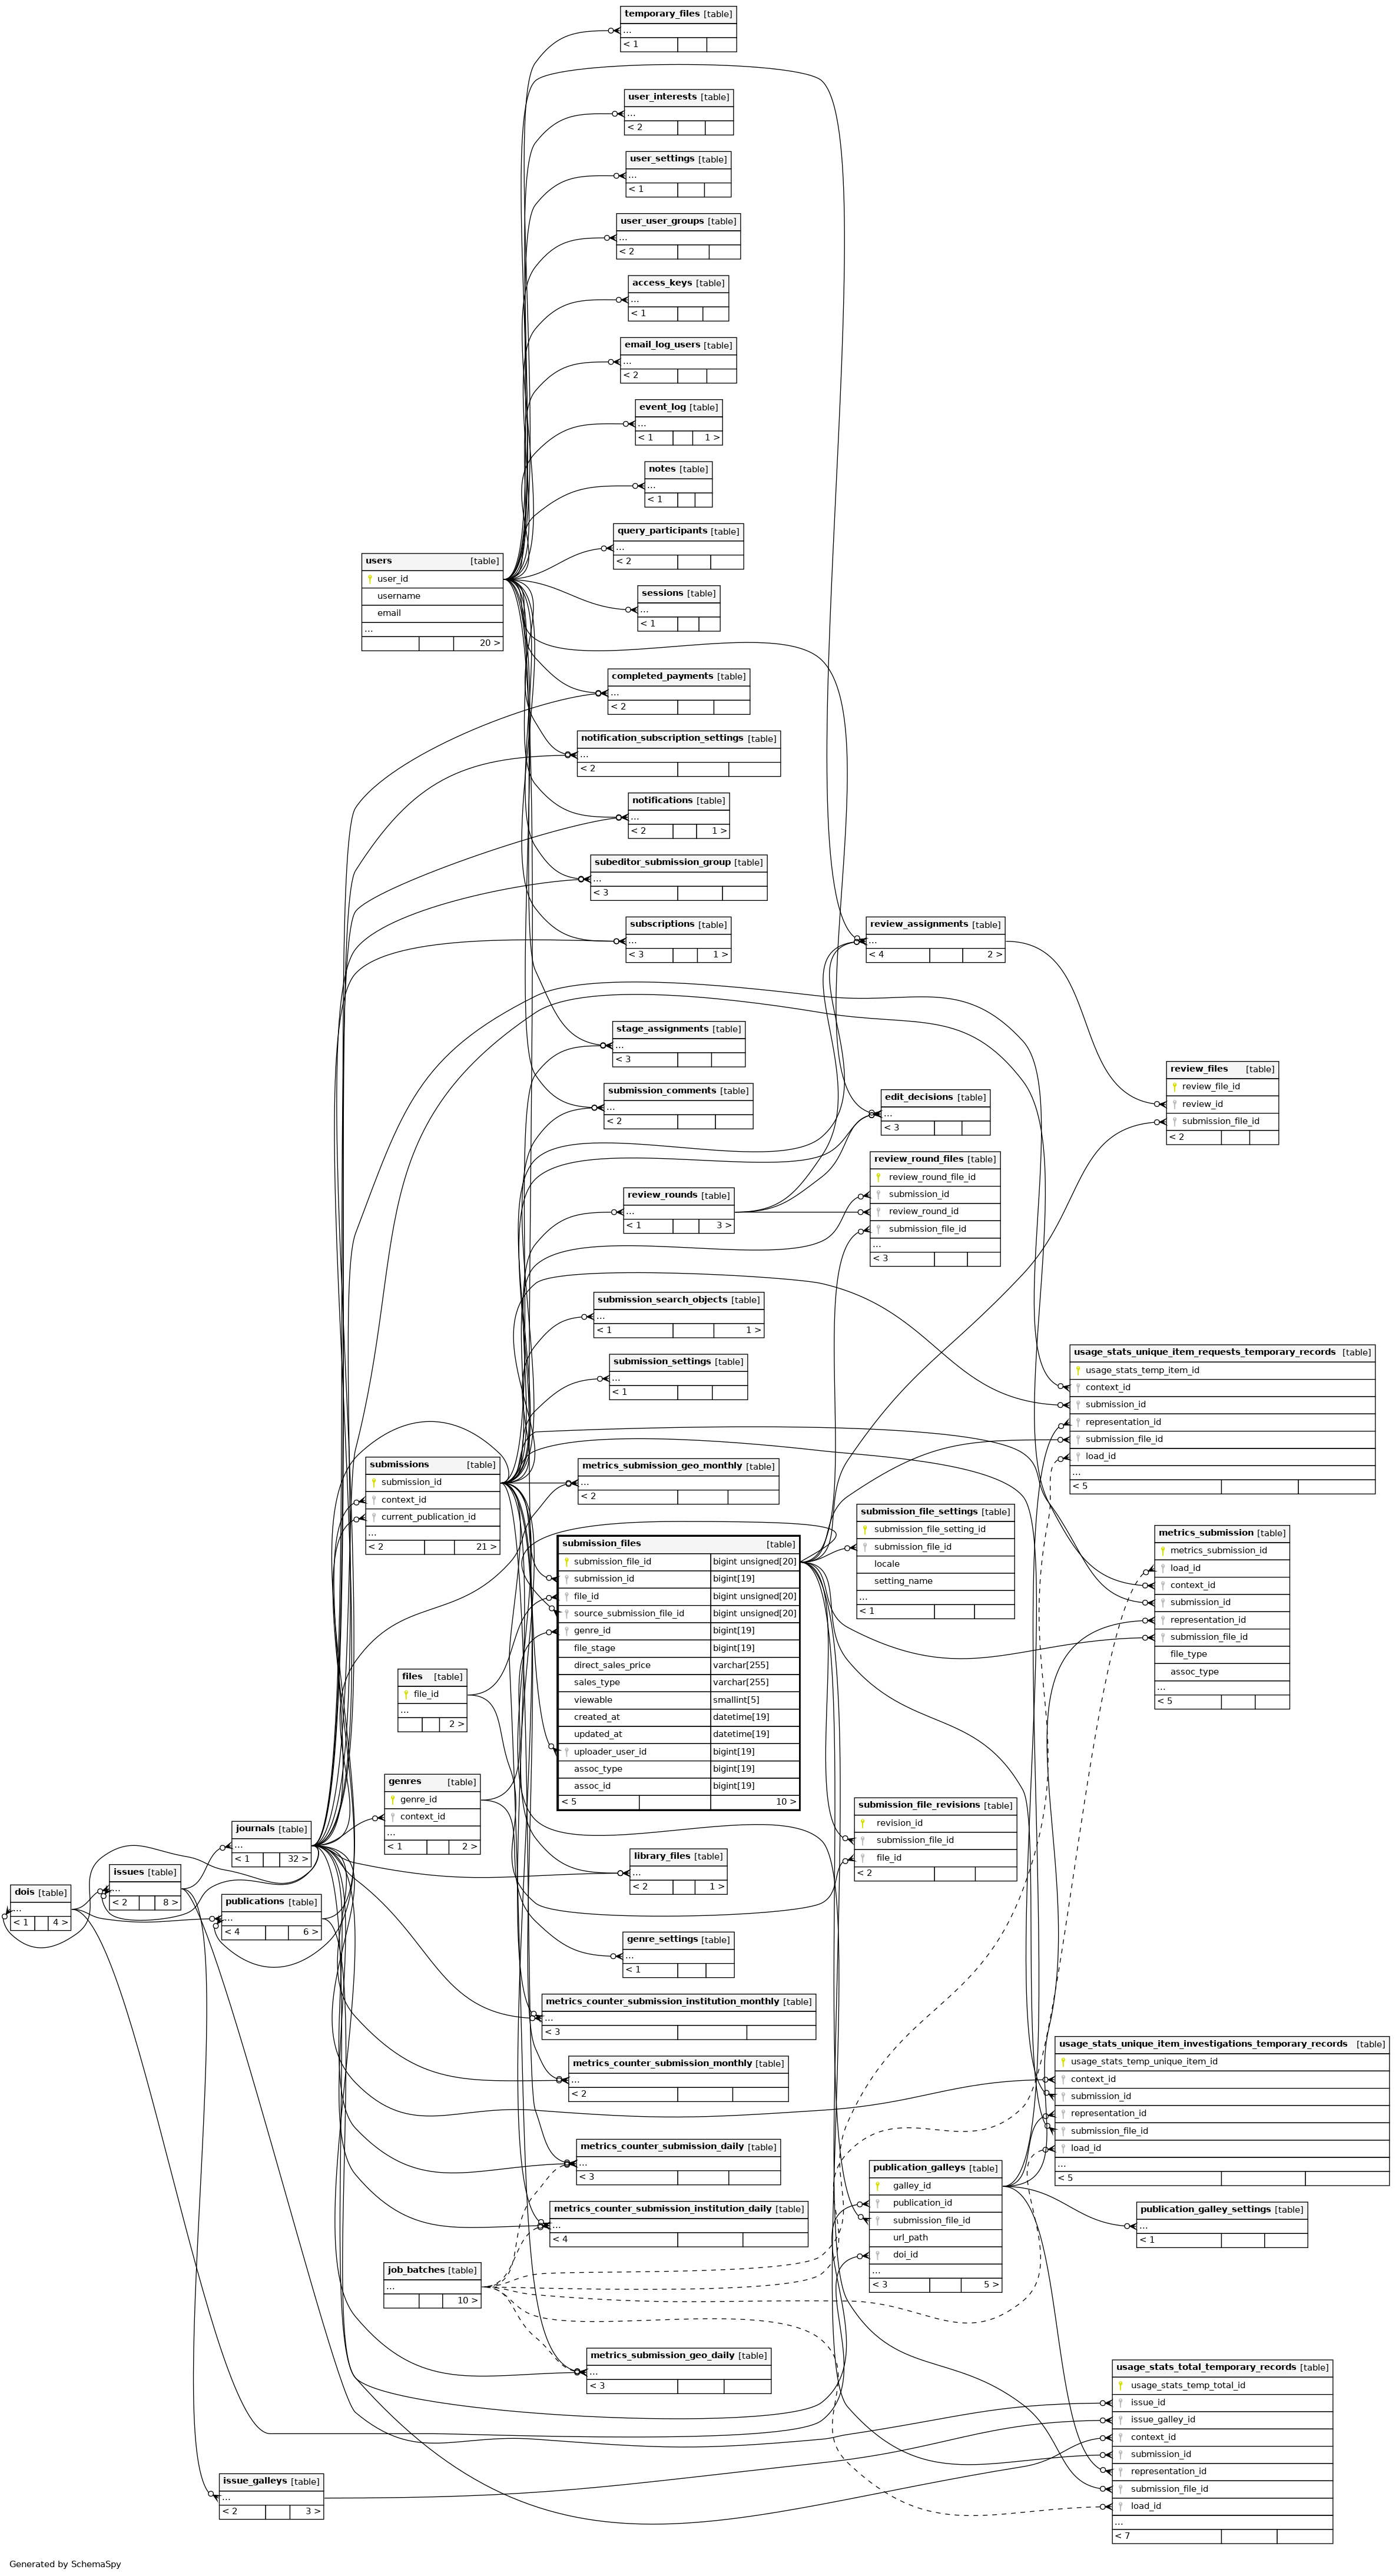 temporary_files [table]
...
< 1
user_interests [table]
...
< 2
user_settings [table]
...
< 1
user_user_groups [table]
...
< 2
access_keys [table]
...
< 1
email_log_users [table]
...
< 2
event_log [table]
...
< 1 1 >
notes [table]
...
< 1
query_participants [table]
...
< 2
users [table]
user_id
username
email
...
20 >
sessions [table]
...
< 1
completed_payments [table]
...
< 2
notification_subscription_settings [table]
...
< 2
notifications [table]
...
< 2 1 >
subeditor_submission_group [table]
...
< 3
subscriptions [table]
...
< 3 1 >
review_assignments [table]
...
< 4 2 >
stage_assignments [table]
...
< 3
submission_comments [table]
...
< 2
edit_decisions [table]
...
< 3
review_files [table]
review_file_id
review_id
submission_file_id
< 2
review_round_files [table]
review_round_file_id
submission_id
review_round_id
submission_file_id
...
< 3
review_rounds [table]
...
< 1 3 >
submission_search_objects [table]
...
< 1 1 >
submission_settings [table]
...
< 1
usage_stats_unique_item_requests_temporary_records [table]
usage_stats_temp_item_id
context_id
submission_id
representation_id
submission_file_id
load_id
...
< 5
submissions [table]
submission_id
context_id
current_publication_id
...
< 2 21 >
metrics_submission_geo_monthly [table]
...
< 2
submission_file_settings [table]
submission_file_setting_id
submission_file_id
locale
setting_name
...
< 1
metrics_submission [table]
metrics_submission_id
load_id
context_id
submission_id
representation_id
submission_file_id
file_type
assoc_type
...
< 5
submission_files [table]
submission_file_id bigint unsigned[20]
submission_id bigint[19]
file_id bigint unsigned[20]
source_submission_file_id bigint unsigned[20]
genre_id bigint[19]
file_stage bigint[19]
direct_sales_price varchar[255]
sales_type varchar[255]
viewable smallint[5]
created_at datetime[19]
updated_at datetime[19]
uploader_user_id bigint[19]
assoc_type bigint[19]
assoc_id bigint[19]
< 5 10 >
files [table]
file_id
...
2 >
genres [table]
genre_id
context_id
...
< 1 2 >
submission_file_revisions [table]
revision_id
submission_file_id
file_id
< 2
journals [table]
...
< 1 32 >
library_files [table]
...
< 2 1 >
issues [table]
...
< 2 8 >
dois [table]
...
< 1 4 >
publications [table]
...
< 4 6 >
genre_settings [table]
...
< 1
metrics_counter_submission_institution_monthly [table]
...
< 3
metrics_counter_submission_monthly [table]
...
< 2
usage_stats_unique_item_investigations_temporary_records [table]
usage_stats_temp_unique_item_id
context_id
submission_id
representation_id
submission_file_id
load_id
...
< 5
metrics_counter_submission_daily [table]
...
< 3
publication_galleys [table]
galley_id
publication_id
submission_file_id
url_path
doi_id
...
< 3 5 >
metrics_counter_submission_institution_daily [table]
...
< 4
publication_galley_settings [table]
...
< 1
job_batches [table]
...
10 >
metrics_submission_geo_daily [table]
...
< 3
usage_stats_total_temporary_records [table]
usage_stats_temp_total_id
issue_id
issue_galley_id
context_id
submission_id
representation_id
submission_file_id
load_id
...
< 7
issue_galleys [table]
...
< 2 3 >
Generated by SchemaSpy